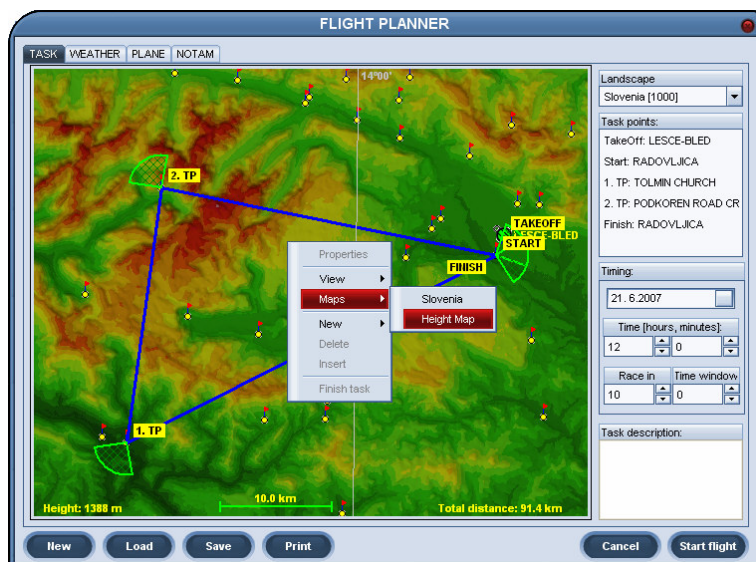 FLIGHT PLANNER
TASK WEATHER PLANE NOTAM
14°00'
2. TP
TAKEOFF
LESCE-BLED
START
FINISH
1. TP
Properties
View
Maps
New
Delete
Insert
Finish task
Slovenia
Height Map
Height: 1388 m
10.0 km
Total distance: 91.4 km
Landscape
Slovenia [1000]
Task points:
TakeOff: LESCE-BLED
Start: RADOVLJICA
1. TP: TOLMIN CHURCH
2. TP: PODKOREN ROAD CR
Finish: RADOVLJICA
Timing:
21. 6.2007
Time [hours, minutes]:
12 0
Race in Time window
10 0
Task description:
New Load Save Print Cancel Start flight